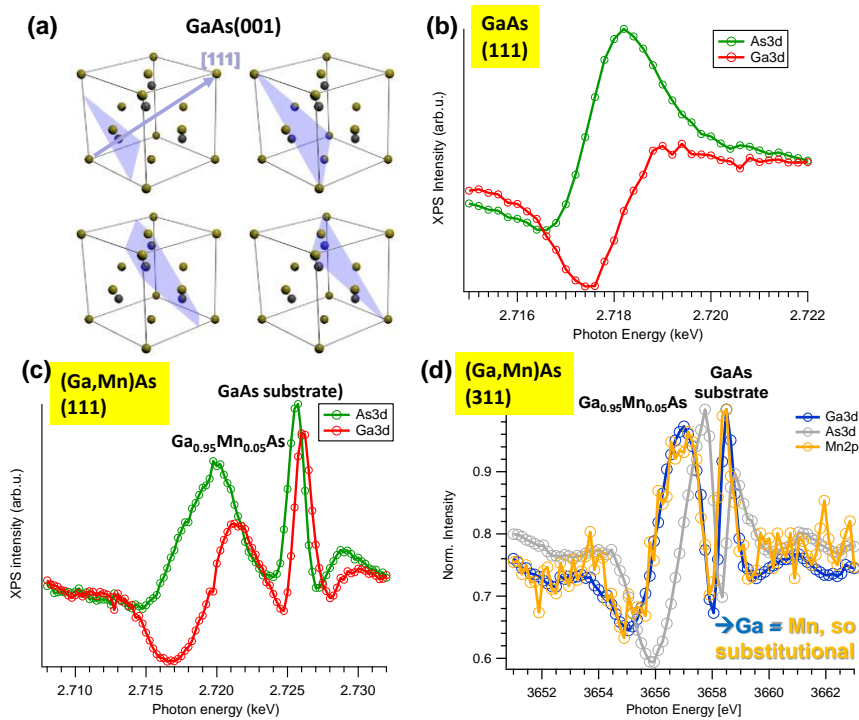 (a)
GaAs(001)
[111]
(b)
GaAs
(111)
As3d
Ga3d
XPS Intensity (arb.u.)
2.716
2.718
2.720
2.722
Photon Energy (keV)
(c)
(Ga,Mn)As
(111)
GaAs substrate)
Ga0.95Mn0.05As
As3d
Ga3d
XPS intensity (arb.u.)
2.710
2.715
2.720
2.725
2.730
Photon energy (keV)
(d)
(Ga,Mn)As
(311)
GaAs
substrate
Ga0.95Mn0.05As
Ga3d
As3d
Mn2p
Norm. Intensity
0.9
0.8
0.7
0.6
→Ga = Mn, so
substitutional
3652
3654
3656
3658
3660
3662
Photon Energy [eV]